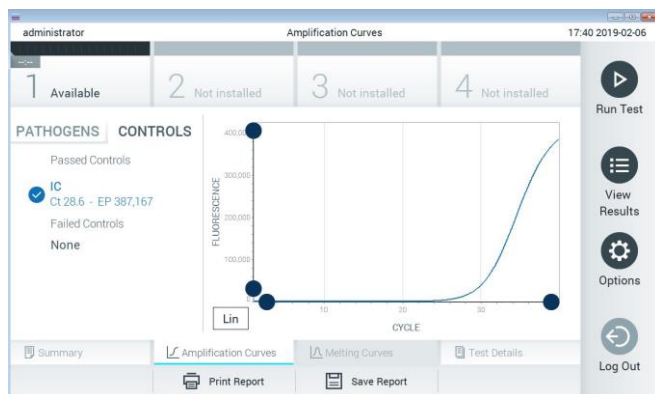 administrator
Amplification Curves
17:40 2019-02-06
--:--
1 Available
2 Not installed
3 Not installed
4 Not installed
Run Test
PATHOGENS CONTROLS
Passed Controls
IC
Ct 28.6 - EP 387,167
Failed Controls
None
FLUORESCENCE
300,000
200,000
100,000
0
10
20
30
CYCLE
Lin
View
Results
Options
Log Out
Summary
Amplification Curves
Melting Curves
Test Details
Print Report
Save Report